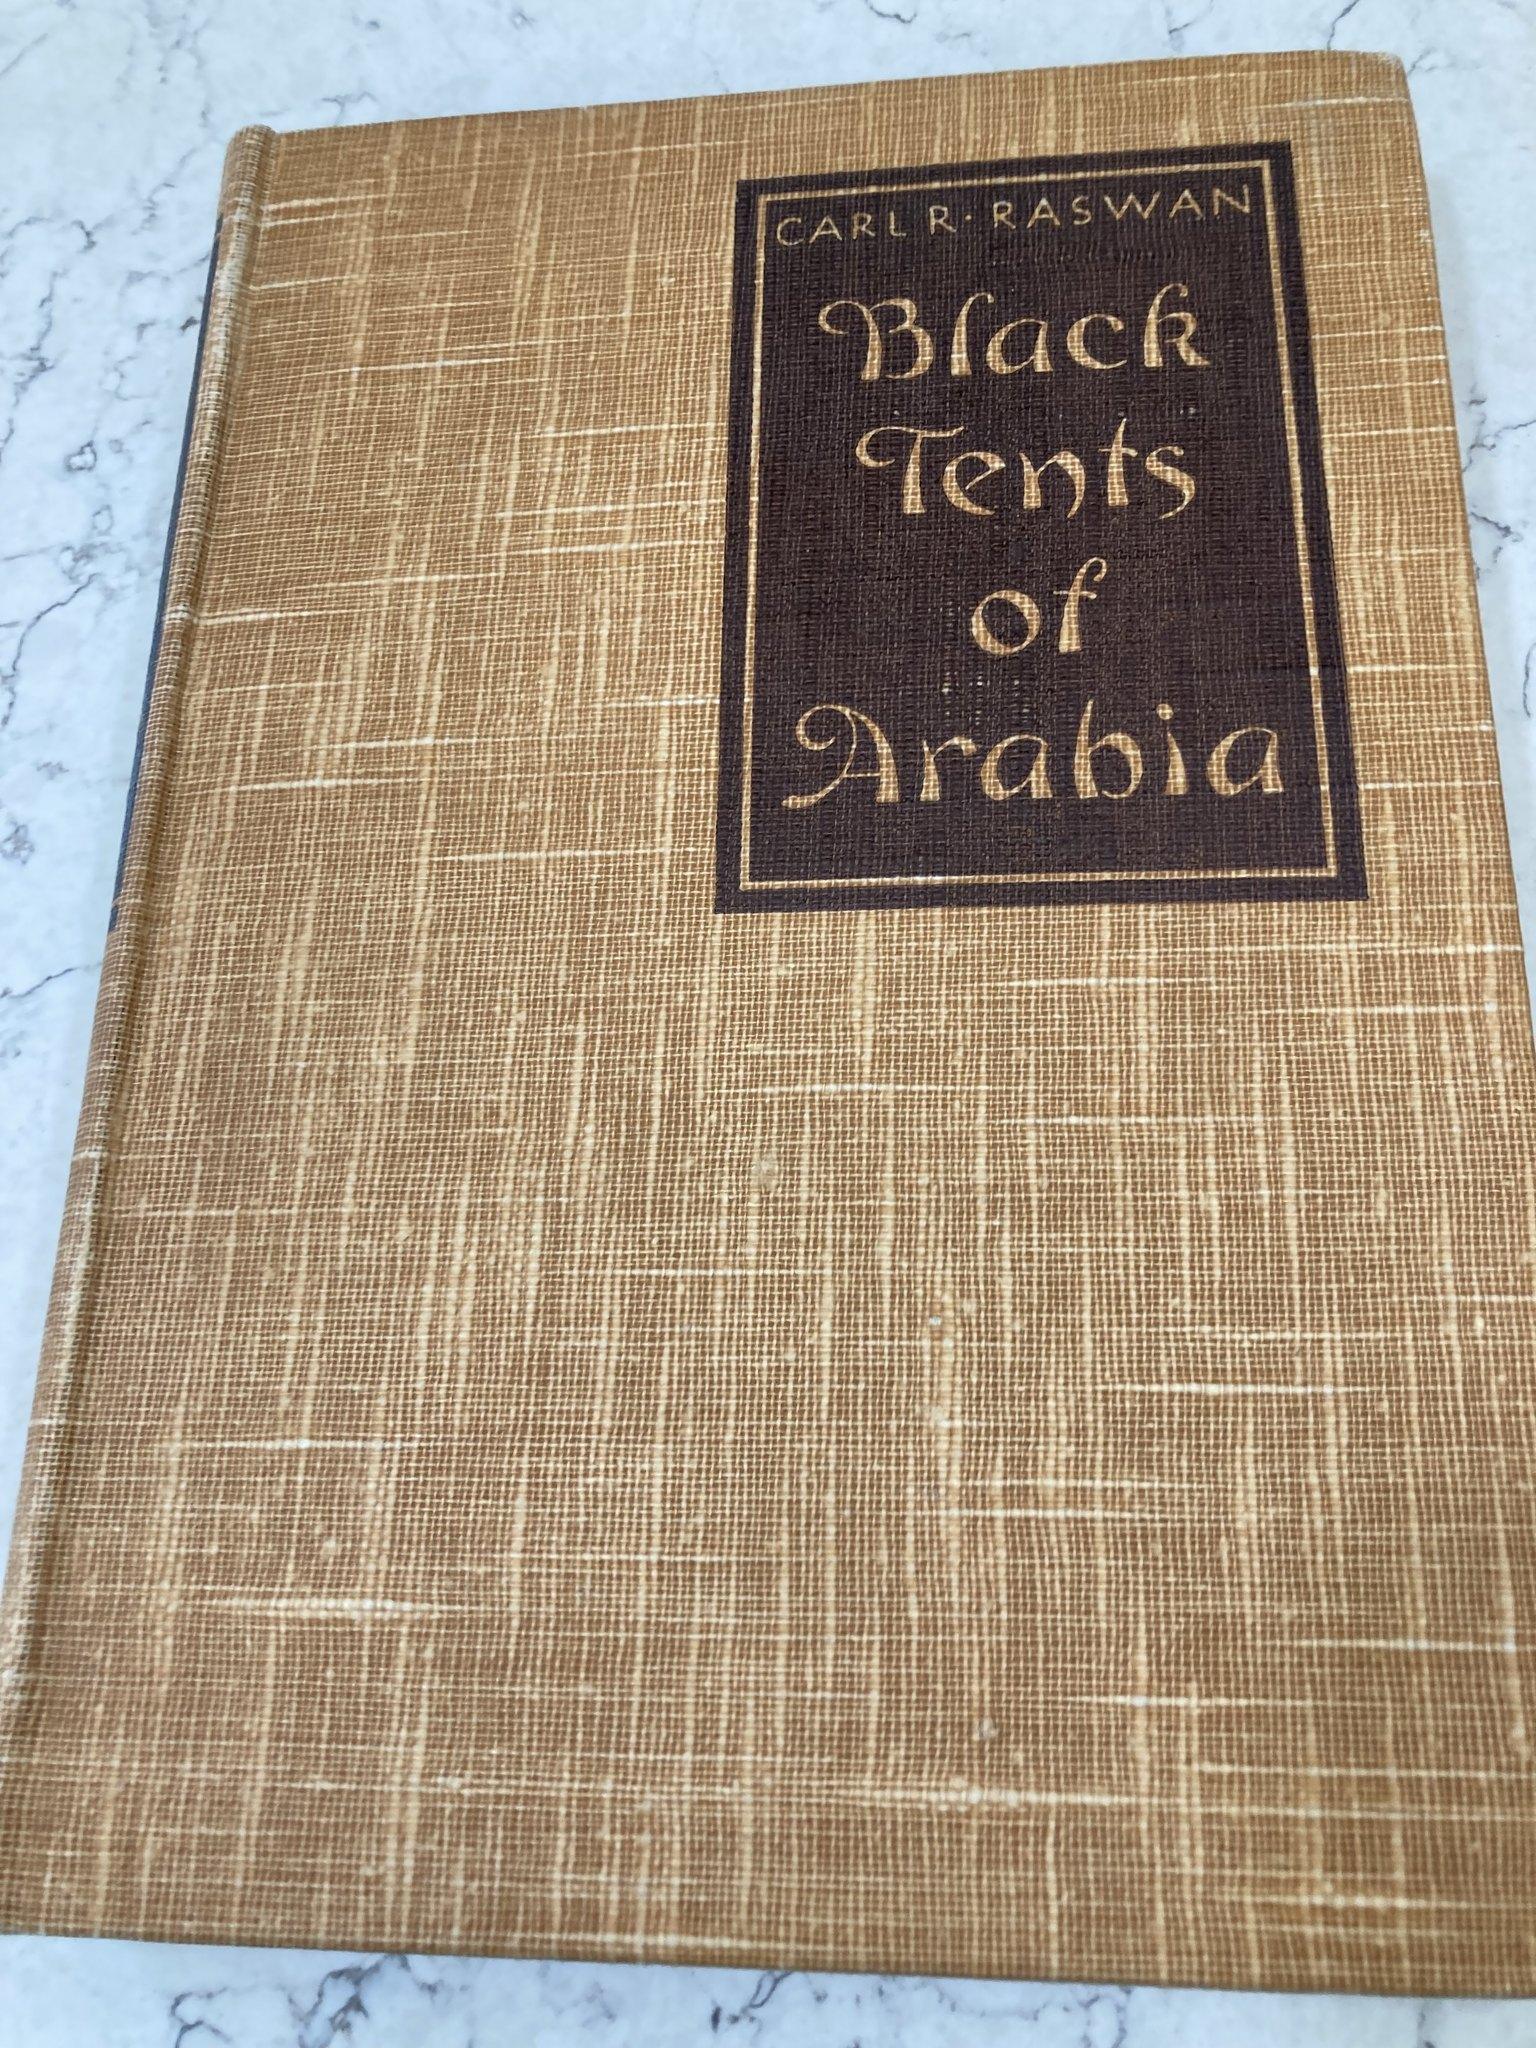 CARL R·RASWAN
Black
Tents
of
Arabia